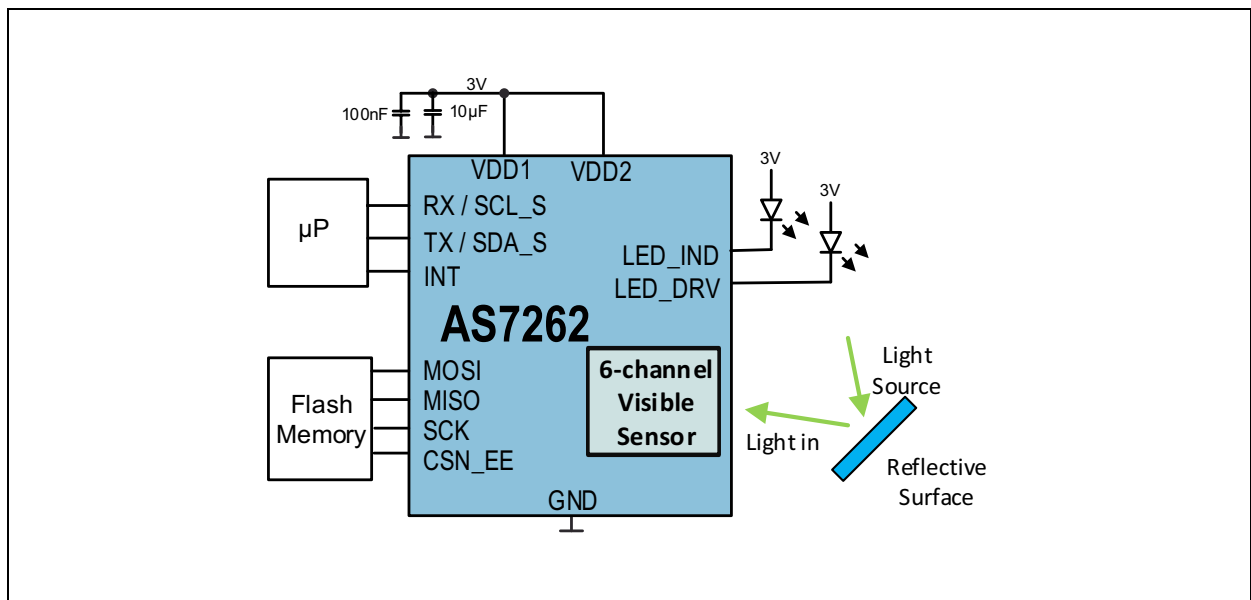 3V
100nF
10µF
VDD1
VDD2
3V
3V
µP
RX / SCL_S
TX / SDA_S
INT
LED_IND
LED_DRV
AS7262
Flash
Memory
MOSI
MISO
SCK
CSN_EE
6-channel
Visible
Sensor
Light
Source
Light in
Reflective
Surface
GND